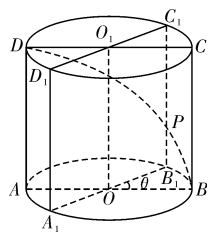 C₁
D O₁ C
D₁
P
A O θ B₁ B
A₁